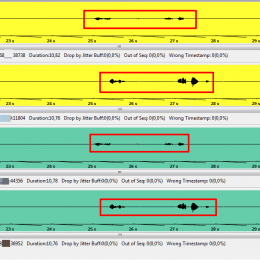 23 s 24 s 25 s 26 s 27 s 28 s 29 s
38738 Duration:10,82 Drop by Jitter Buff:0(0,0%) Out of Seq: 0(0,0%) Wrong Timestamp: 0(0,0%)
23 s 24 s 25 s 26 s 27 s 28 s 29 s
11804 Duration:10,76 Drop by Jitter Buff:0(0,0%) Out of Seq: 0(0,0%) Wrong Timestamp: 0(0,0%)
23 s 24 s 25 s 26 s 27 s 28 s 29 s
44336 Duration:10,78 Drop by Jitter Buff:0(0,0%) Out of Seq: 0(0,0%) Wrong Timestamp: 0(0,0%)
23 s 24 s 25 s 26 s 27 s 28 s 29 s
36952 Duration:10,76 Drop by Jitter Buff:0(0,0%) Out of Seq: 0(0,0%) Wrong Timestamp: 0(0,0%)